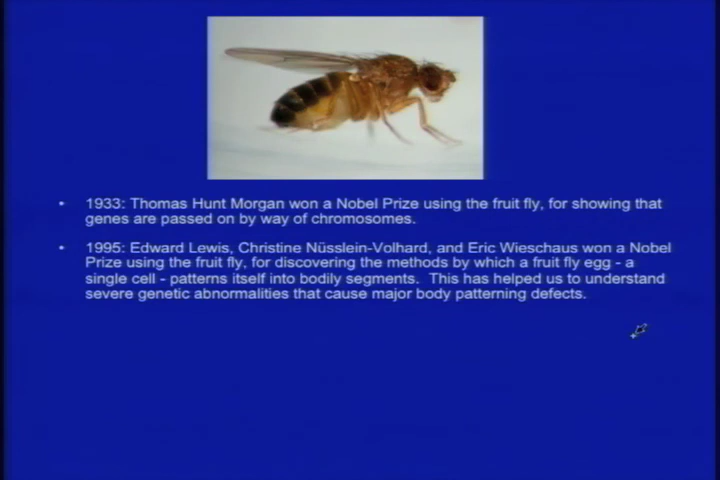 • 1933: Thomas Hunt Morgan won a Nobel Prize using the fruit fly, for showing that
genes are passed on by way of chromosomes.
• 1995: Edward Lewis, Christine Nüsslein-Volhard, and Eric Wieschaus won a Nobel
Prize using the fruit fly, for discovering the methods by which a fruit fly egg - a
single cell - patterns itself into bodily segments. This has helped us to understand
severe genetic abnormalities that cause major body patterning defects.